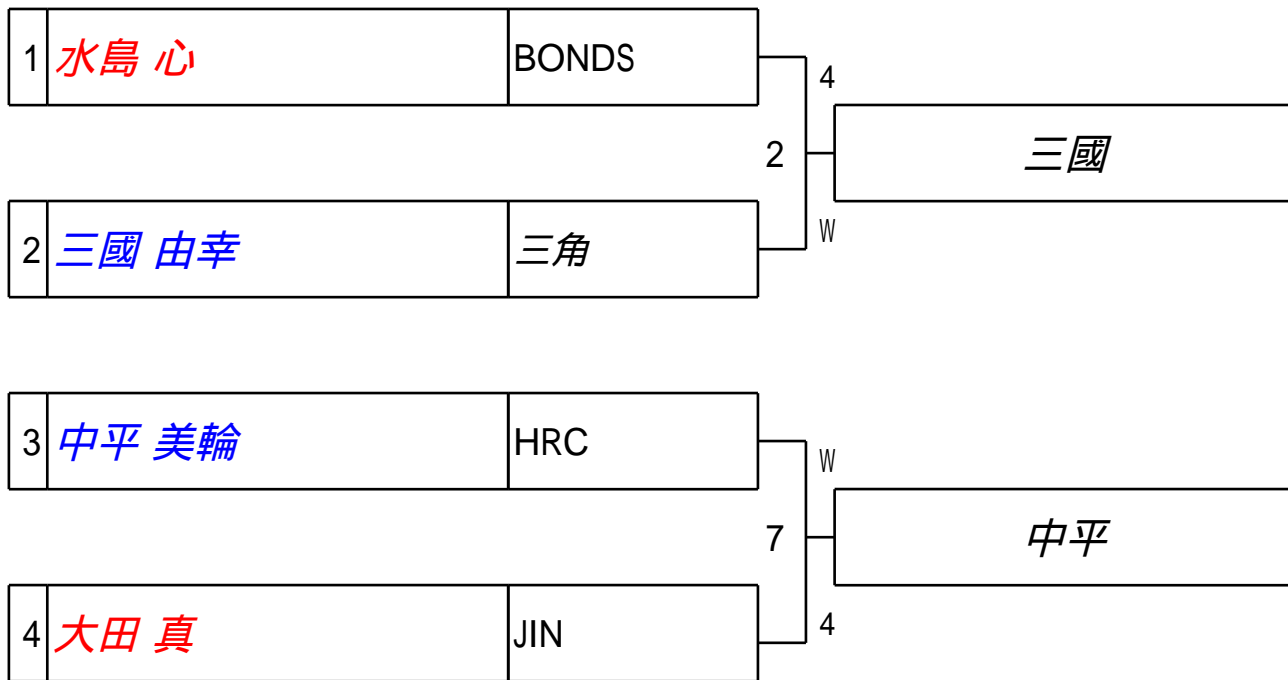 1 水島 心 BONDS
4
2 三國
2 三國 由幸 三角
W
3 中平 美輪 HRC
W
7 中平
4 大田 真 JIN
4